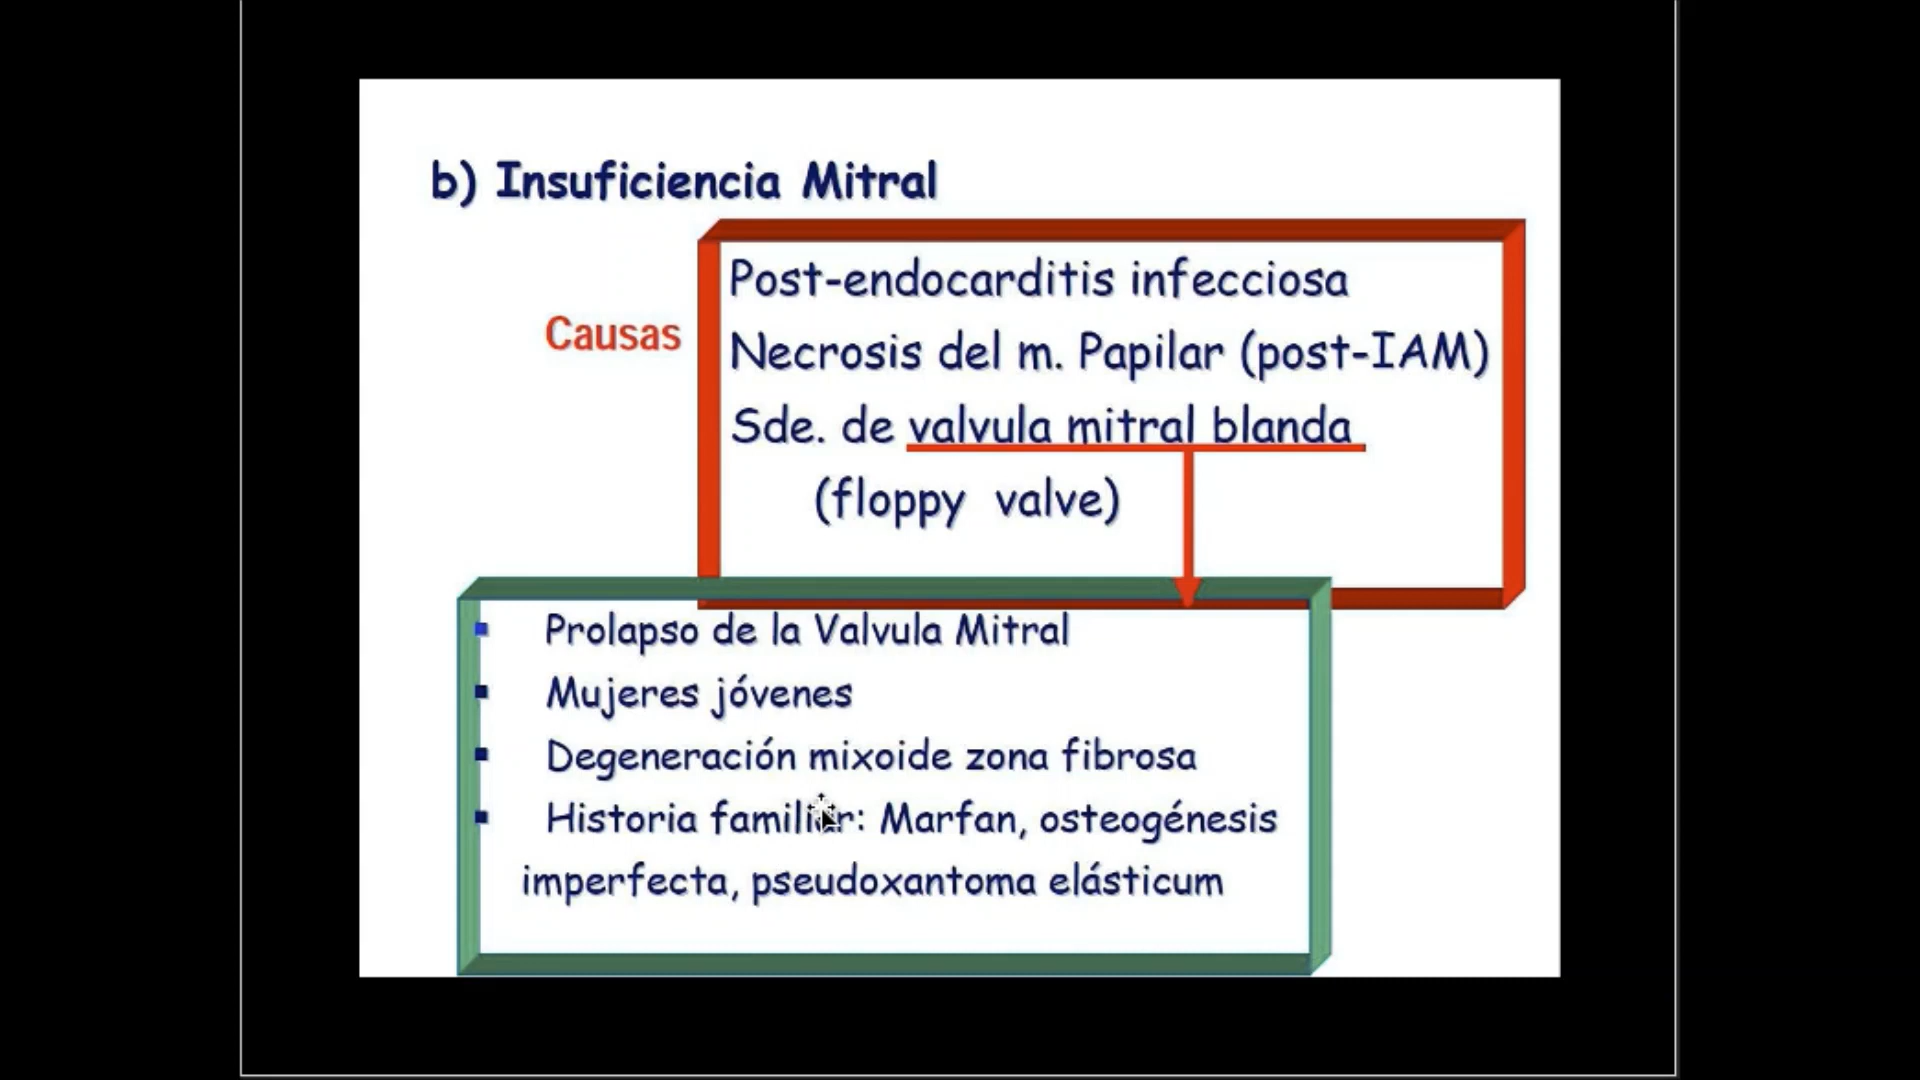 b) Insuficiencia Mitral
Causas
Post-endocarditis infecciosa
Necrosis del m. Papilar (post-IAM)
Sde. de valvula mitral blanda
(floppy valve)
Prolapso de la Valvula Mitral
Mujeres jóvenes
Degeneración mixoide zona fibrosa
Historia familiar: Marfan, osteogénesis
imperfecta, pseudoxantoma elásticum